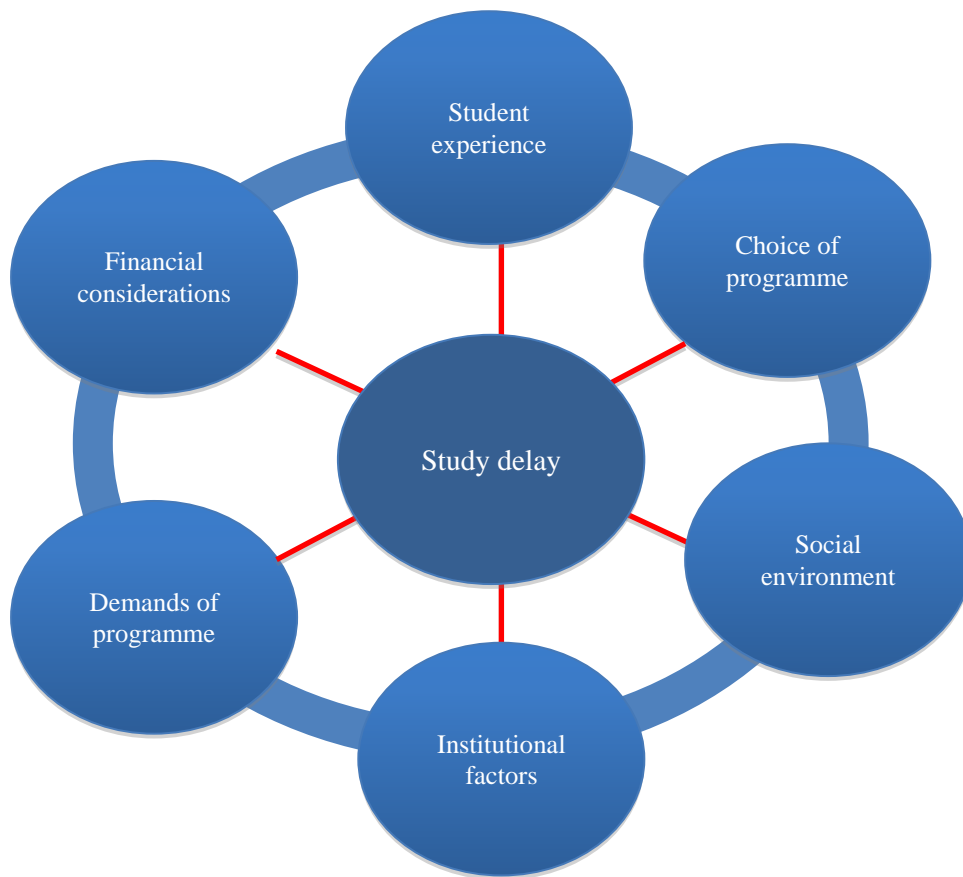 Student
experience
Choice of
programme
Financial
considerations
Study delay
Social
environment
Demands of
programme
Institutional
factors